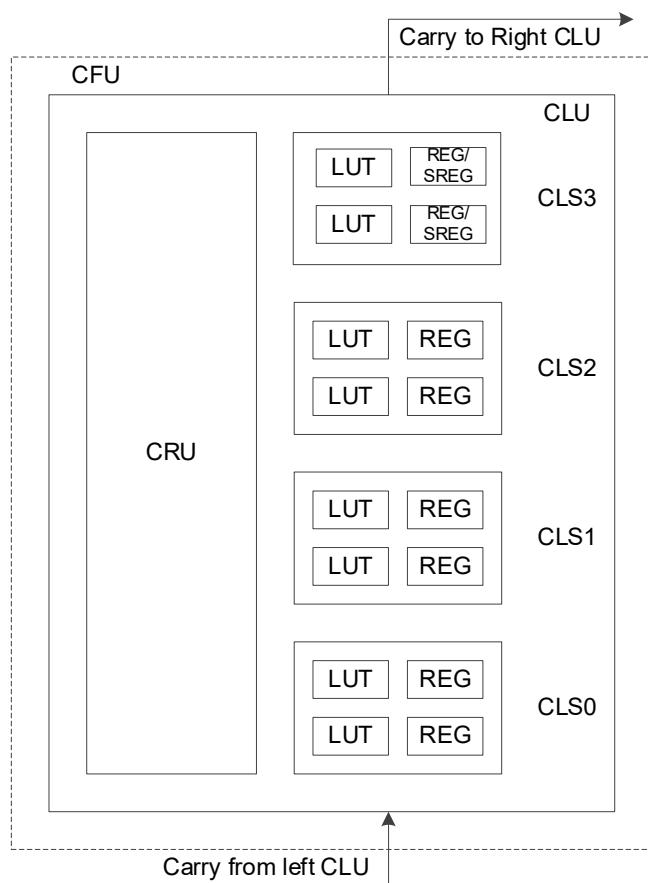 Carry to Right CLU
CFU
CLU
LUT
REG/
SREG
LUT
REG/
SREG
CLS3
LUT
REG
LUT
REG
CLS2
CRU
LUT
REG
LUT
REG
CLS1
LUT
REG
LUT
REG
CLS0
Carry from left CLU